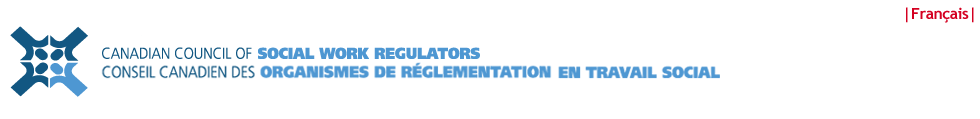 |Français|
CANADIAN COUNCIL OF SOCIAL WORK REGULATORS
CONSEIL CANADIEN DES ORGANISMES DE RÉGLEMENTATION EN TRAVAIL SOCIAL